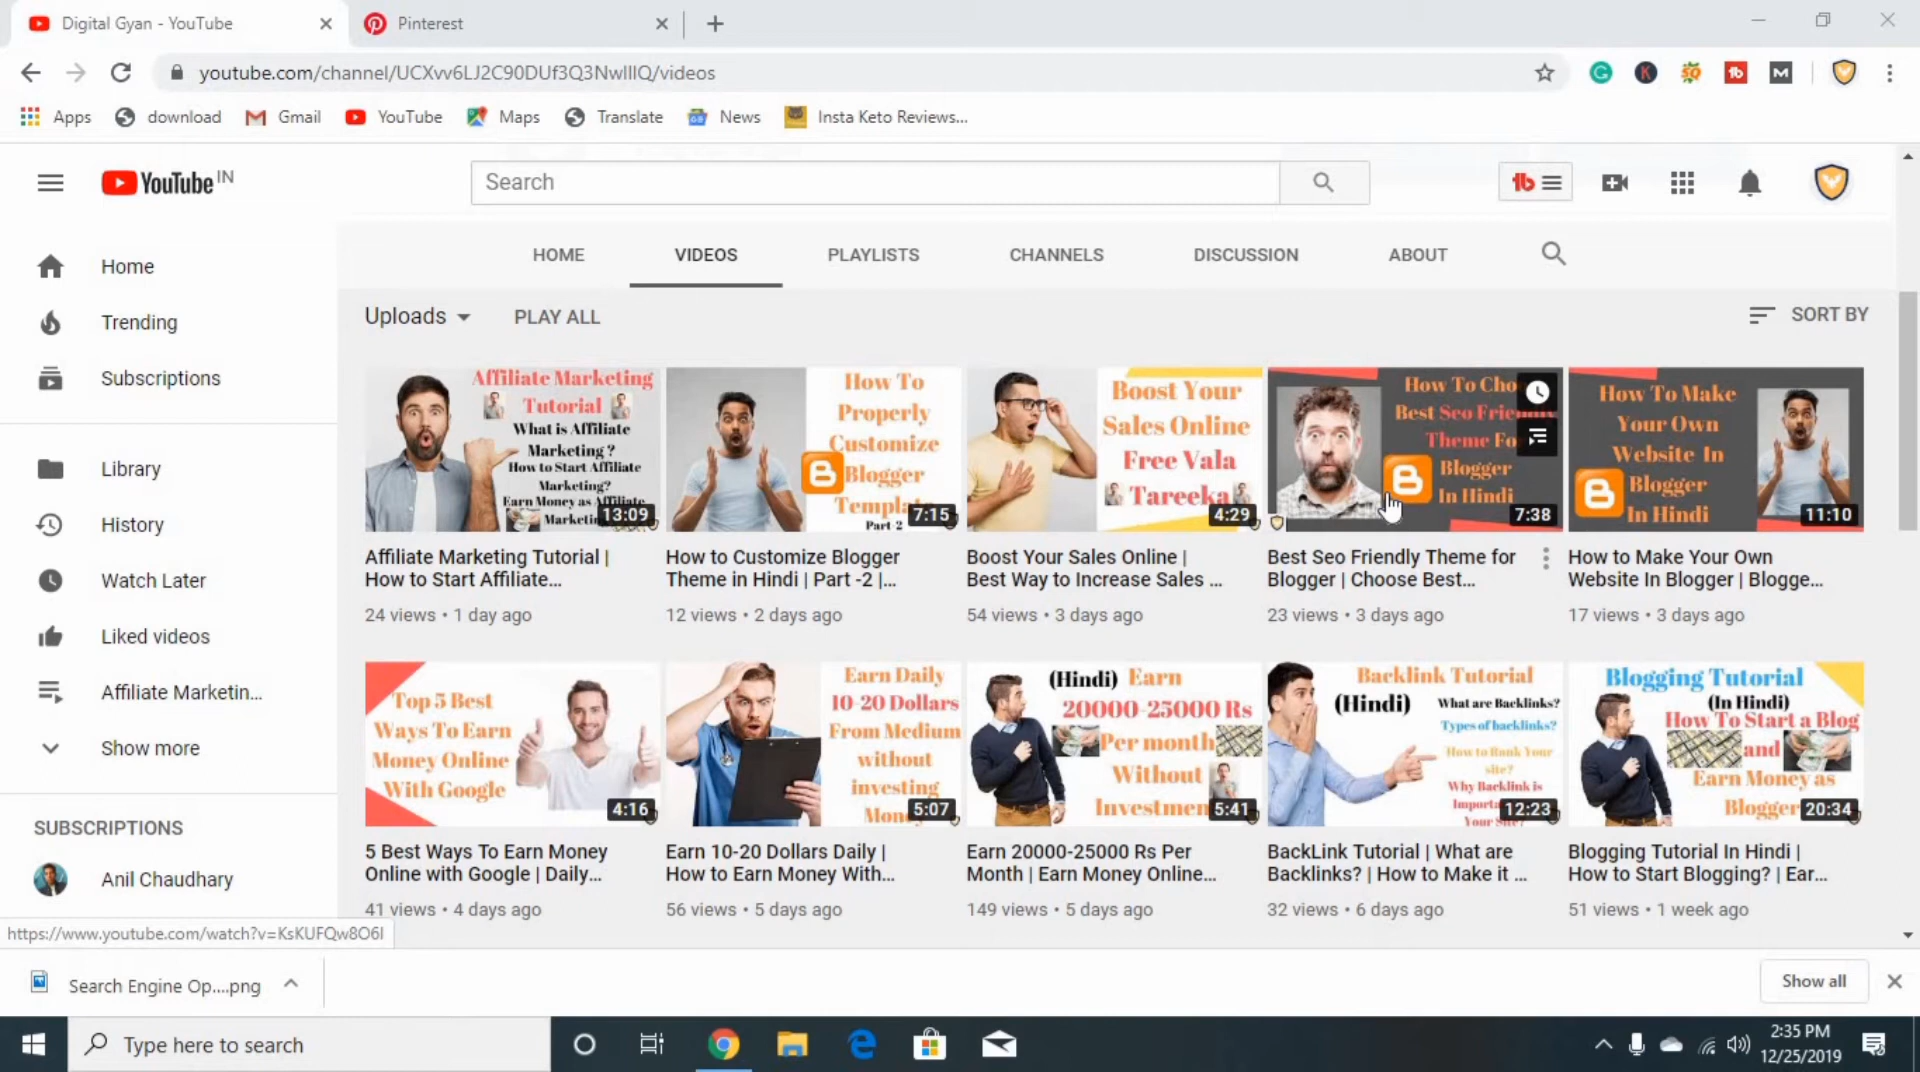 Digital Gyan - YouTube
Pinterest
youtube.com/channel/UCXvv6LJ2C90DUf3Q3NwIllQ/videos
Apps
download
Gmail
YouTube
Maps
Translate
News
Insta Keto Reviews...
YouTube IN
Search
HOME
VIDEOS
PLAYLISTS
CHANNELS
DISCUSSION
ABOUT
Home
Trending
Subscriptions
Library
History
Watch Later
Liked videos
Affiliate Marketin...
Show more
SUBSCRIPTIONS
Anil Chaudhary
Uploads
PLAY ALL
SORT BY
Affiliate Marketing
Tutorial
What is Affiliate
Marketing ?
How to Start Affiliate
Marketing?
Earn Money as Affiliate
13:09
Affiliate Marketing Tutorial |
How to Start Affiliate...
24 views • 1 day ago
How To
Properly
Customize
Blogger
Template
Part-2
7:15
How to Customize Blogger
Theme in Hindi | Part -2 |...
12 views • 2 days ago
Boost Your
Sales Online
Free Vala
Tareeka
4:29
Boost Your Sales Online |
Best Way to Increase Sales ...
54 views • 3 days ago
How To
Best Seo
Theme
Blogger
In Hindi
7:38
Best Seo Friendly Theme for
Blogger | Choose Best...
23 views • 3 days ago
How To Make
Your Own
Website In
Blogger
In Hindi
11:10
How to Make Your Own
Website In Blogger | Blogge...
17 views • 3 days ago
Top 5 Best
Ways To Earn
Money Online
With Google
4:16
5 Best Ways To Earn Money
Online with Google | Daily...
41 views • 4 days ago
Earn Daily
10-20 Dollars
From Medium
without
investing
5:07
Earn 10-20 Dollars Daily |
How to Earn Money With...
56 views • 5 days ago
(Hindi) Earn
20000-25000 Rs
Per month
Without
5:41
Earn 20000-25000 Rs Per
Month | Earn Money Online...
149 views • 5 days ago
Backlink Tutorial
(Hindi)
What are Backlinks?
Types of backlinks?
How to Rank Your
site?
Why Backlink is
12:23
BackLink Tutorial | What are
Backlinks? | How to Make it ...
32 views • 6 days ago
Blogging Tutorial
(In Hindi)
How To Start a Blog
and
Earn Money as
Blogger
20:34
Blogging Tutorial In Hindi |
How to Start Blogging? | Ear...
51 views • 1 week ago
https://www.youtube.com/watch?v=KsKUFQw8O6I
Search Engine Op....png
Show all
Type here to search
2:35 PM
12/25/2019